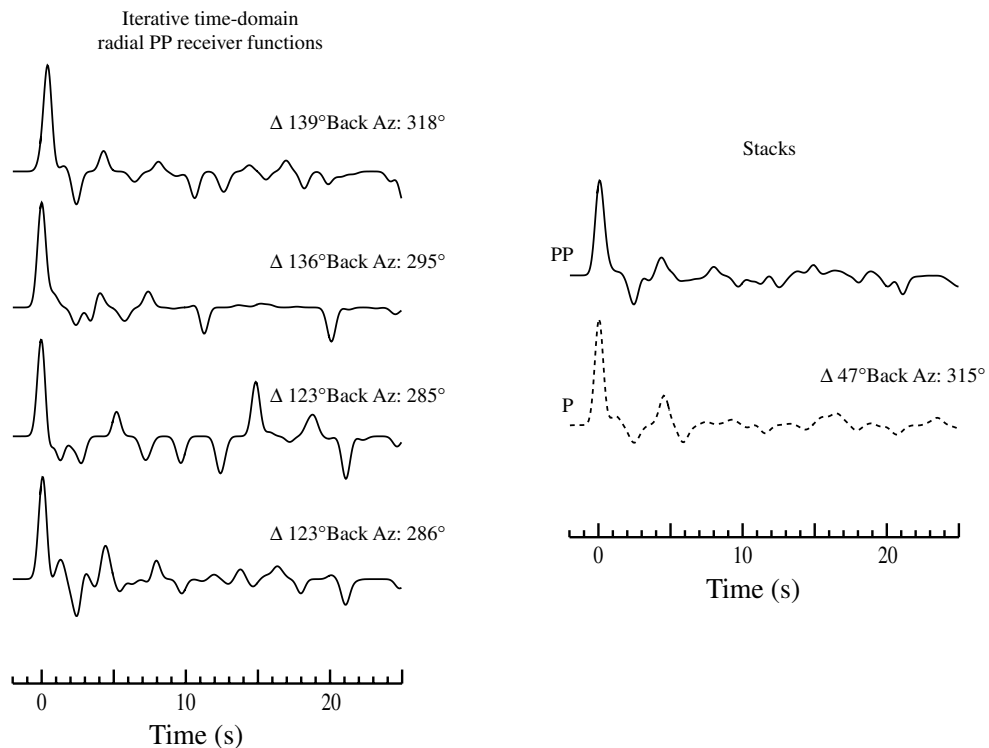 Iterative time-domain
radial PP receiver functions
Δ 139°Back Az: 318°
Δ 136°Back Az: 295°
Δ 123°Back Az: 285°
Δ 123°Back Az: 286°
0 10 20
Time (s)
Stacks
PP
Δ 47°Back Az: 315°
P
0 10 20
Time (s)